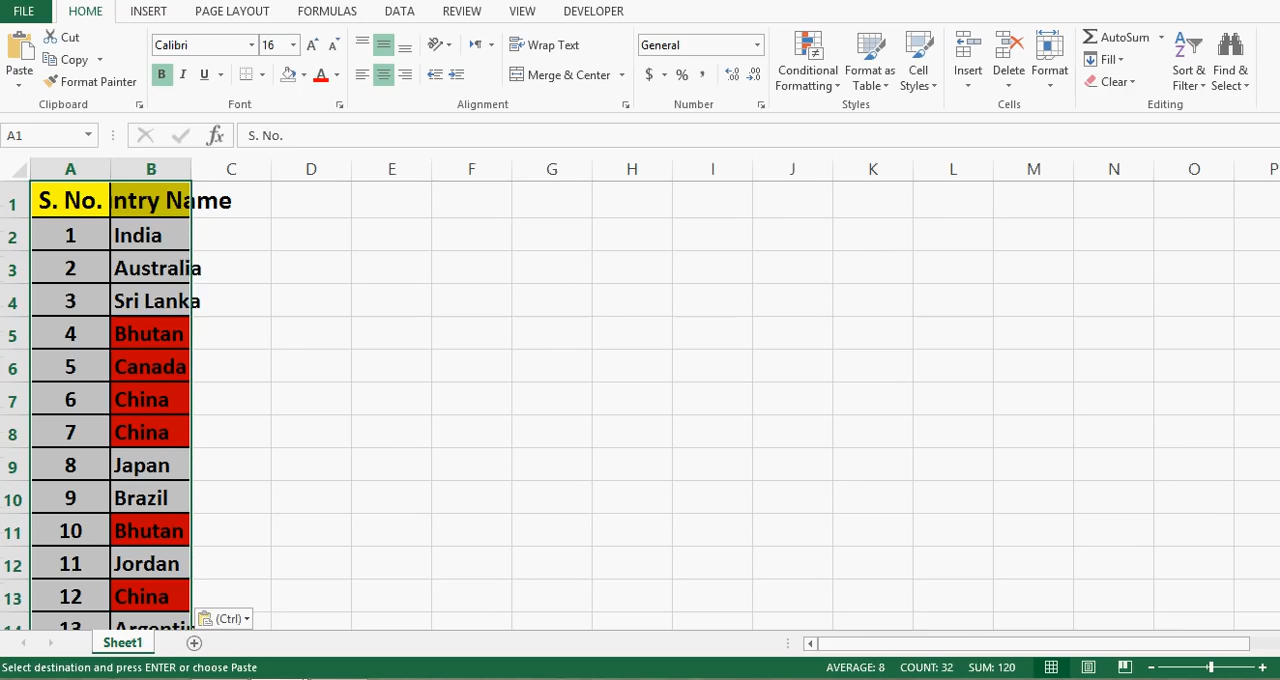 FILE HOME INSERT PAGE LAYOUT FORMULAS DATA REVIEW VIEW DEVELOPER
Cut
Copy
Format Painter
Paste
Calibri 16
B I U
Wrap Text
Merge & Center
General
$ % ,
Conditional Formatting
Format as Table
Cell Styles
Insert
Delete
Format
AutoSum
Fill
Clear
Sort & Filter
Find & Select
Clipboard Font Alignment Number Styles Cells Editing
A1 fx S. No.
A B C D E F G H I J K L M N O P
1 S. No. ntry Name
2 1 India
3 2 Australia
4 3 Sri Lanka
5 4 Bhutan
6 5 Canada
7 6 China
8 7 China
9 8 Japan
10 9 Brazil
11 10 Bhutan
12 11 Jordan
13 12 China
(Ctrl)
Sheet1
Select destination and press ENTER or choose Paste AVERAGE: 8 COUNT: 32 SUM: 120